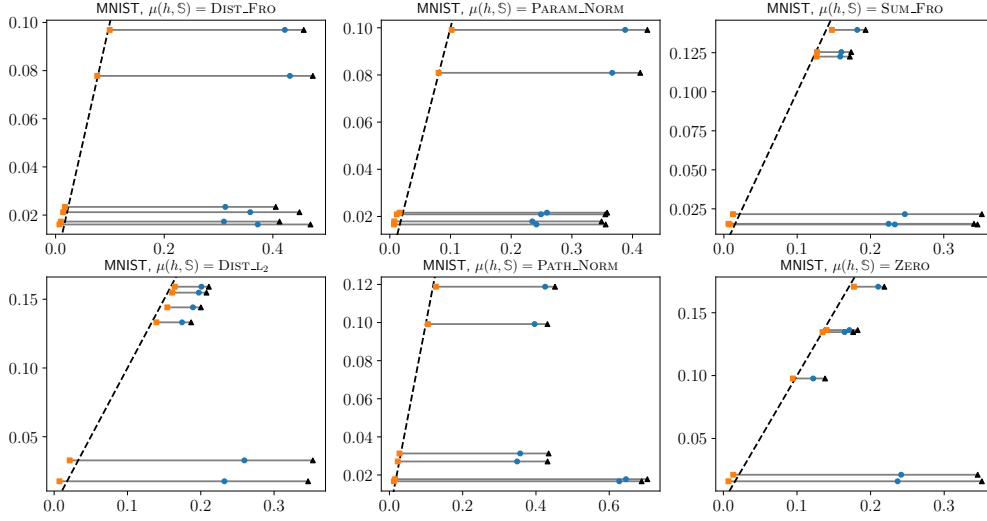 MNIST, μ(h, 𝕊) = DIST_FRO
0.10
0.08
0.06
0.04
0.02
0.0 0.2 0.4
MNIST, μ(h, 𝕊) = PARAM_NORM
0.10
0.08
0.06
0.04
0.02
0.0 0.1 0.2 0.3 0.4
MNIST, μ(h, 𝕊) = SUM_FRO
0.125
0.100
0.075
0.050
0.025
0.0 0.1 0.2 0.3
MNIST, μ(h, 𝕊) = DIST_L₂
0.15
0.10
0.05
0.0 0.1 0.2 0.3
MNIST, μ(h, 𝕊) = PATH_NORM
0.12
0.10
0.08
0.06
0.04
0.02
0.0 0.2 0.4 0.6
MNIST, μ(h, 𝕊) = ZERO
0.15
0.10
0.05
0.0 0.1 0.2 0.3